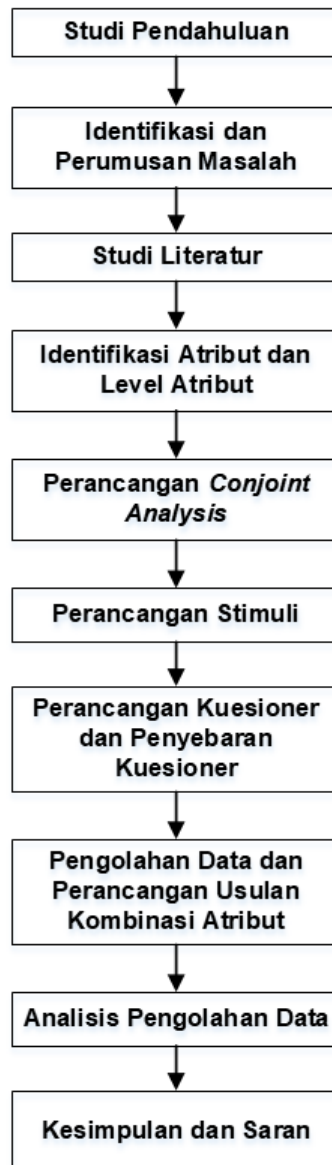 Studi Pendahuluan
Identifikasi dan
Perumusan Masalah
Studi Literatur
Identifikasi Atribut dan
Level Atribut
Perancangan Conjoint
Analysis
Perancangan Stimuli
Perancangan Kuesioner
dan Penyebaran
Kuesioner
Pengolahan Data dan
Perancangan Usulan
Kombinasi Atribut
Analisis Pengolahan Data
Kesimpulan dan Saran